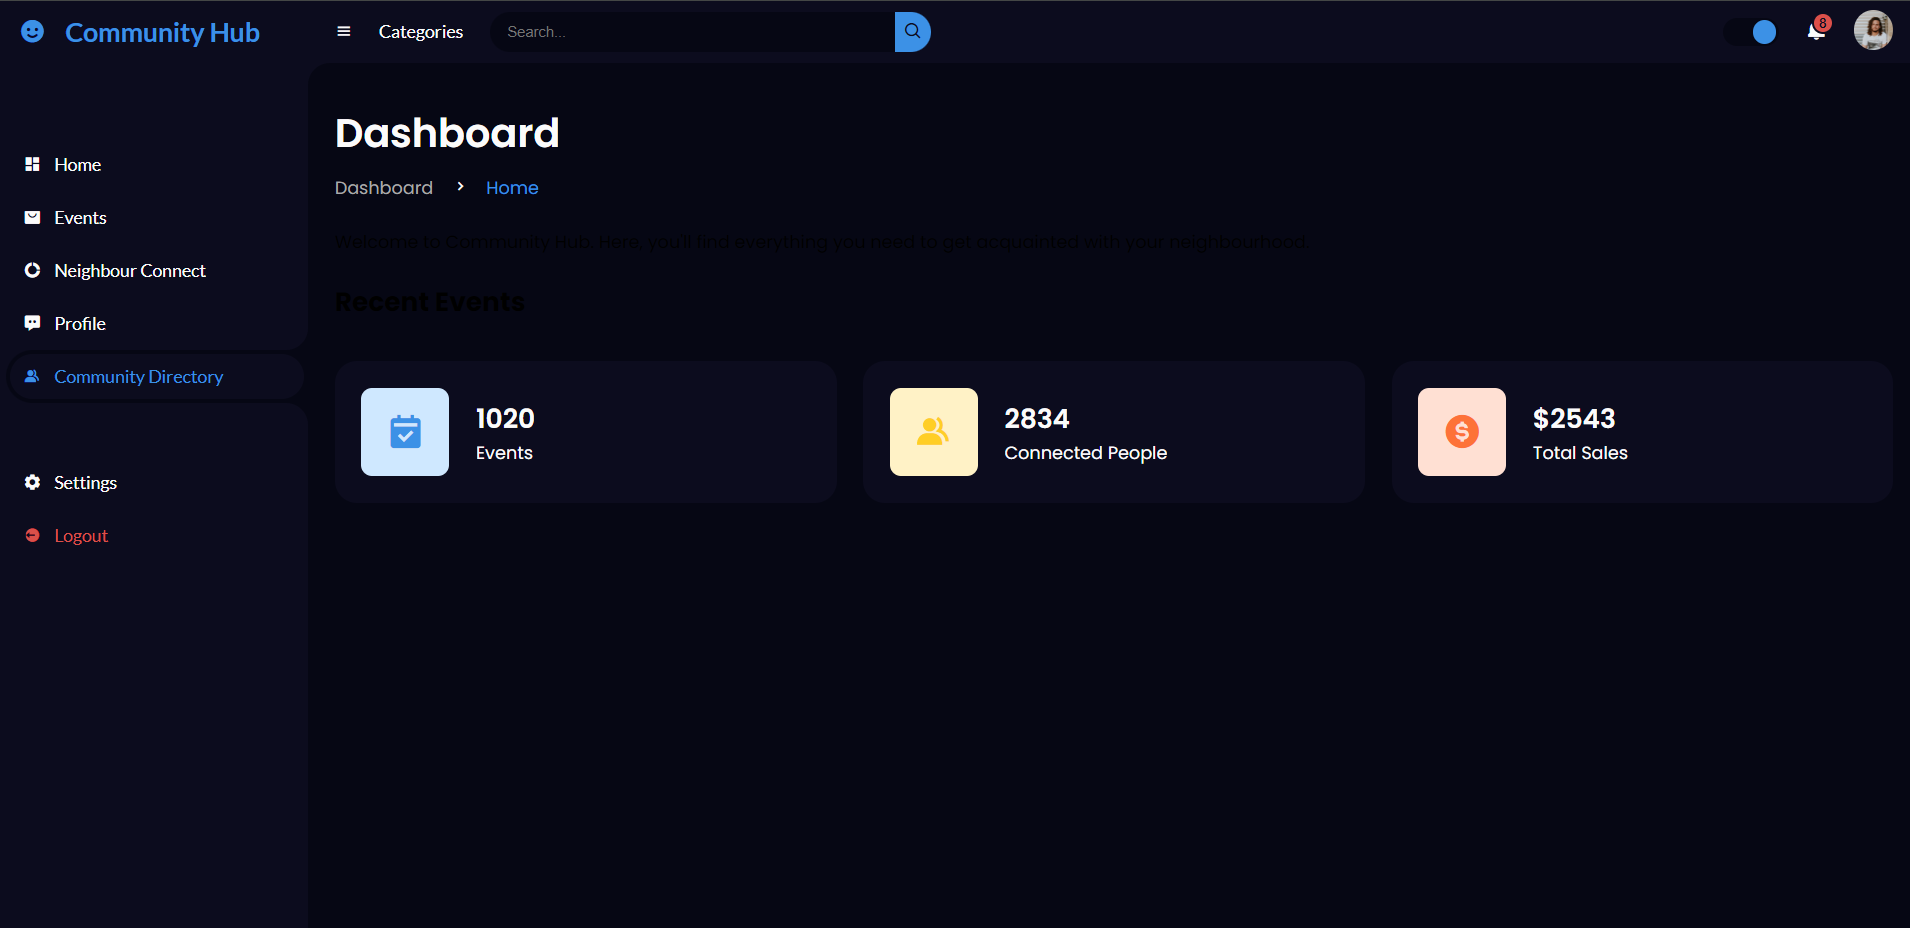 Community Hub
Categories
Search...
8
Home
Events
Neighbour Connect
Profile
Community Directory
Settings
Logout
Dashboard
Dashboard > Home
Welcome to Community Hub. Here, you'll find everything you need to get acquainted with your neighbourhood.
Recent Events
1020
Events
2834
Connected People
$2543
Total Sales